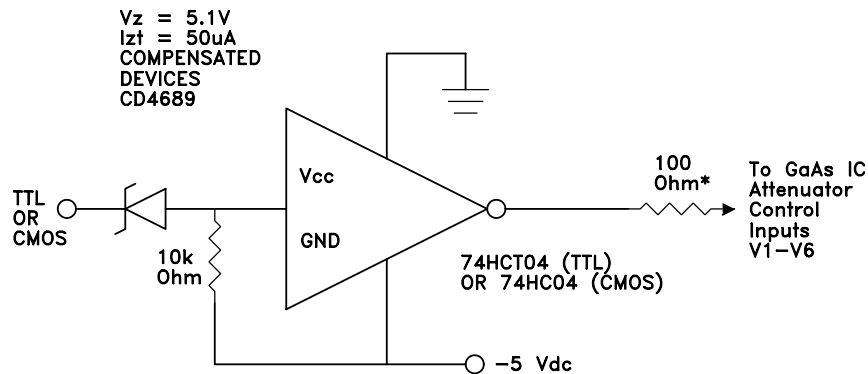 Vz = 5.1V
Izt = 50uA
COMPENSATED
DEVICES
CD4689
Vcc
GND
TTL
OR
CMOS
10k
Ohm
100
Ohm*
To GaAs IC
Attenuator
Control
Inputs
V1-V6
74HCT04 (TTL)
OR 74HC04 (CMOS)
-5 Vdc